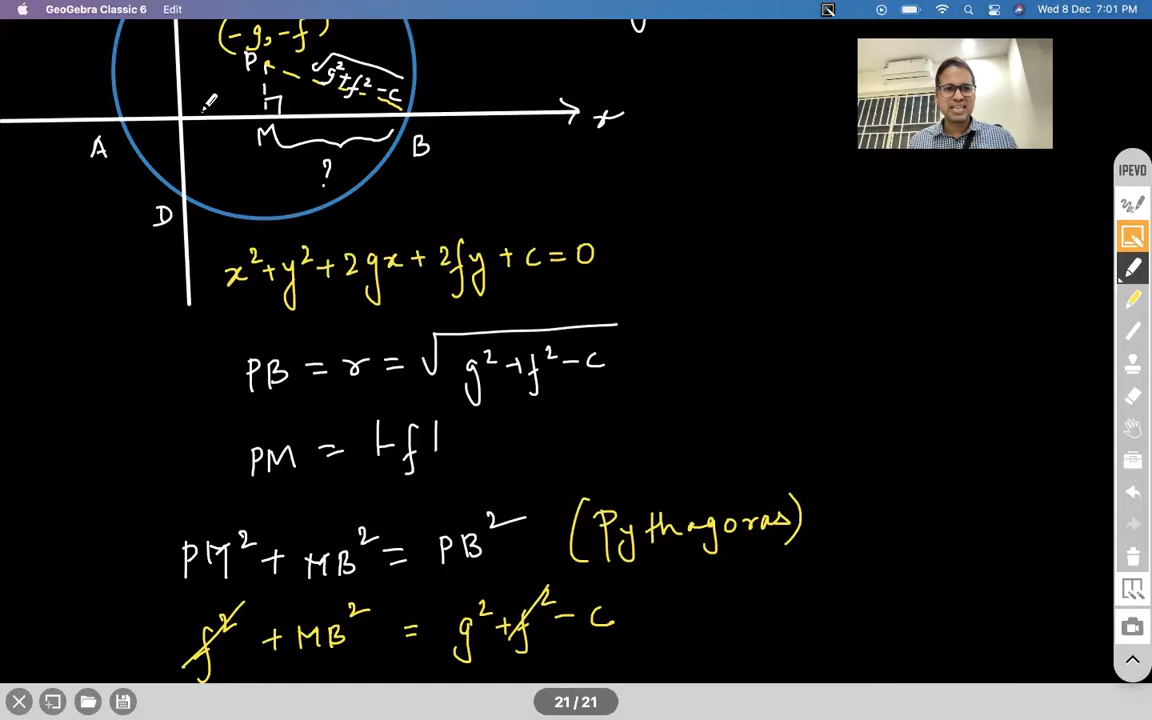 GeoGebra Classic 6 Edit Wed 8 Dec 7:01 PM
(-g, -f)
P √g²+f²-c
IPEVO
x
A M B
?
D
x²+y²+2gx+2fy+c=0
PB = r = √g²+f²-c
PM = |-f|
PM² + MB² = PB² (Pythagoras)
f² + MB² = g²+f²-c
21 / 21